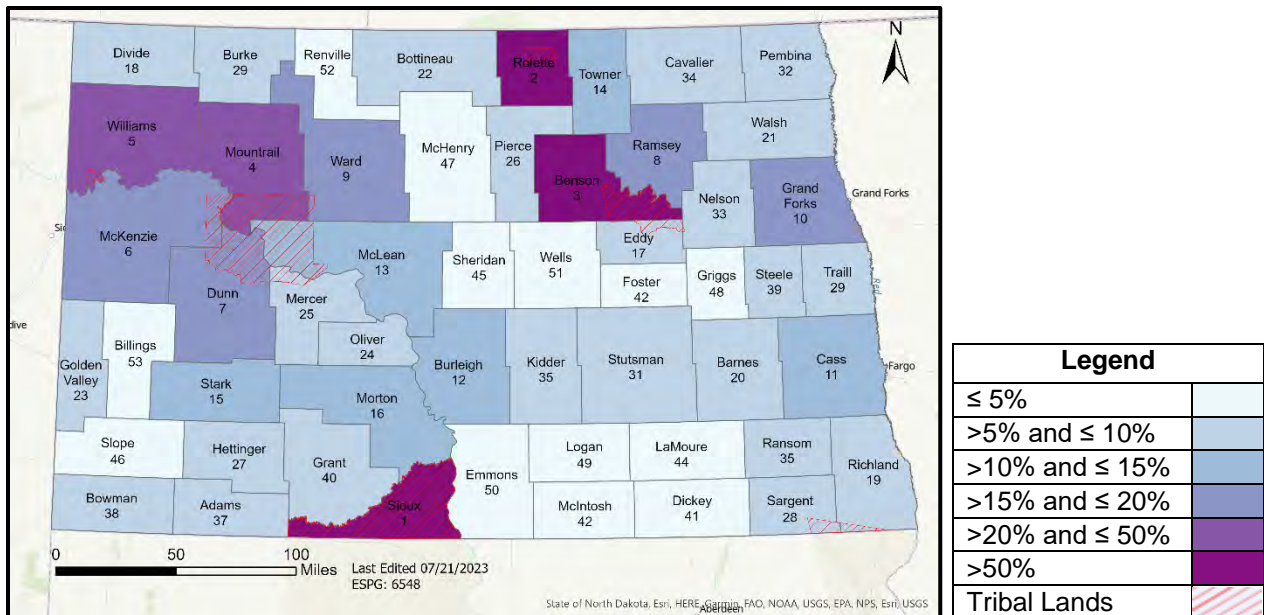 N
Divide
18
Burke
29
Renville
52
Bottineau
22
Rolette
2
Towner
14
Cavalier
34
Pembina
32
Williams
5
Mountrail
4
Ward
9
McHenry
47
Pierce
26
Benson
3
Ramsey
8
Walsh
21
Nelson
33
Grand
Forks
10
Grand Forks
McKenzie
6
Dunn
7
McLean
13
Mercer
25
Oliver
24
Sheridan
45
Wells
51
Eddy
17
Foster
42
Griggs
48
Steele
39
Traill
29
Red
Si
dive
Golden
Valley
23
Billings
53
Stark
15
Morton
16
Burleigh
12
Kidder
35
Stutsman
31
Barnes
20
Cass
11
Fargo
Slope
46
Hettinger
27
Grant
40
Sioux
1
Emmons
50
Logan
49
LaMoure
44
Ransom
35
Richland
19
Bowman
38
Adams
37
McIntosh
42
Dickey
41
Sargent
28
0 50 100
Miles
Last Edited 07/21/2023
ESPG: 6548
State of North Dakota, Esri, HERE, Garmin, FAO, NOAA, USGS, EPA, NPS, Esri, USGS
Aberdeen
Legend
≤ 5%
>5% and ≤ 10%
>10% and ≤ 15%
>15% and ≤ 20%
>20% and ≤ 50%
>50%
Tribal Lands